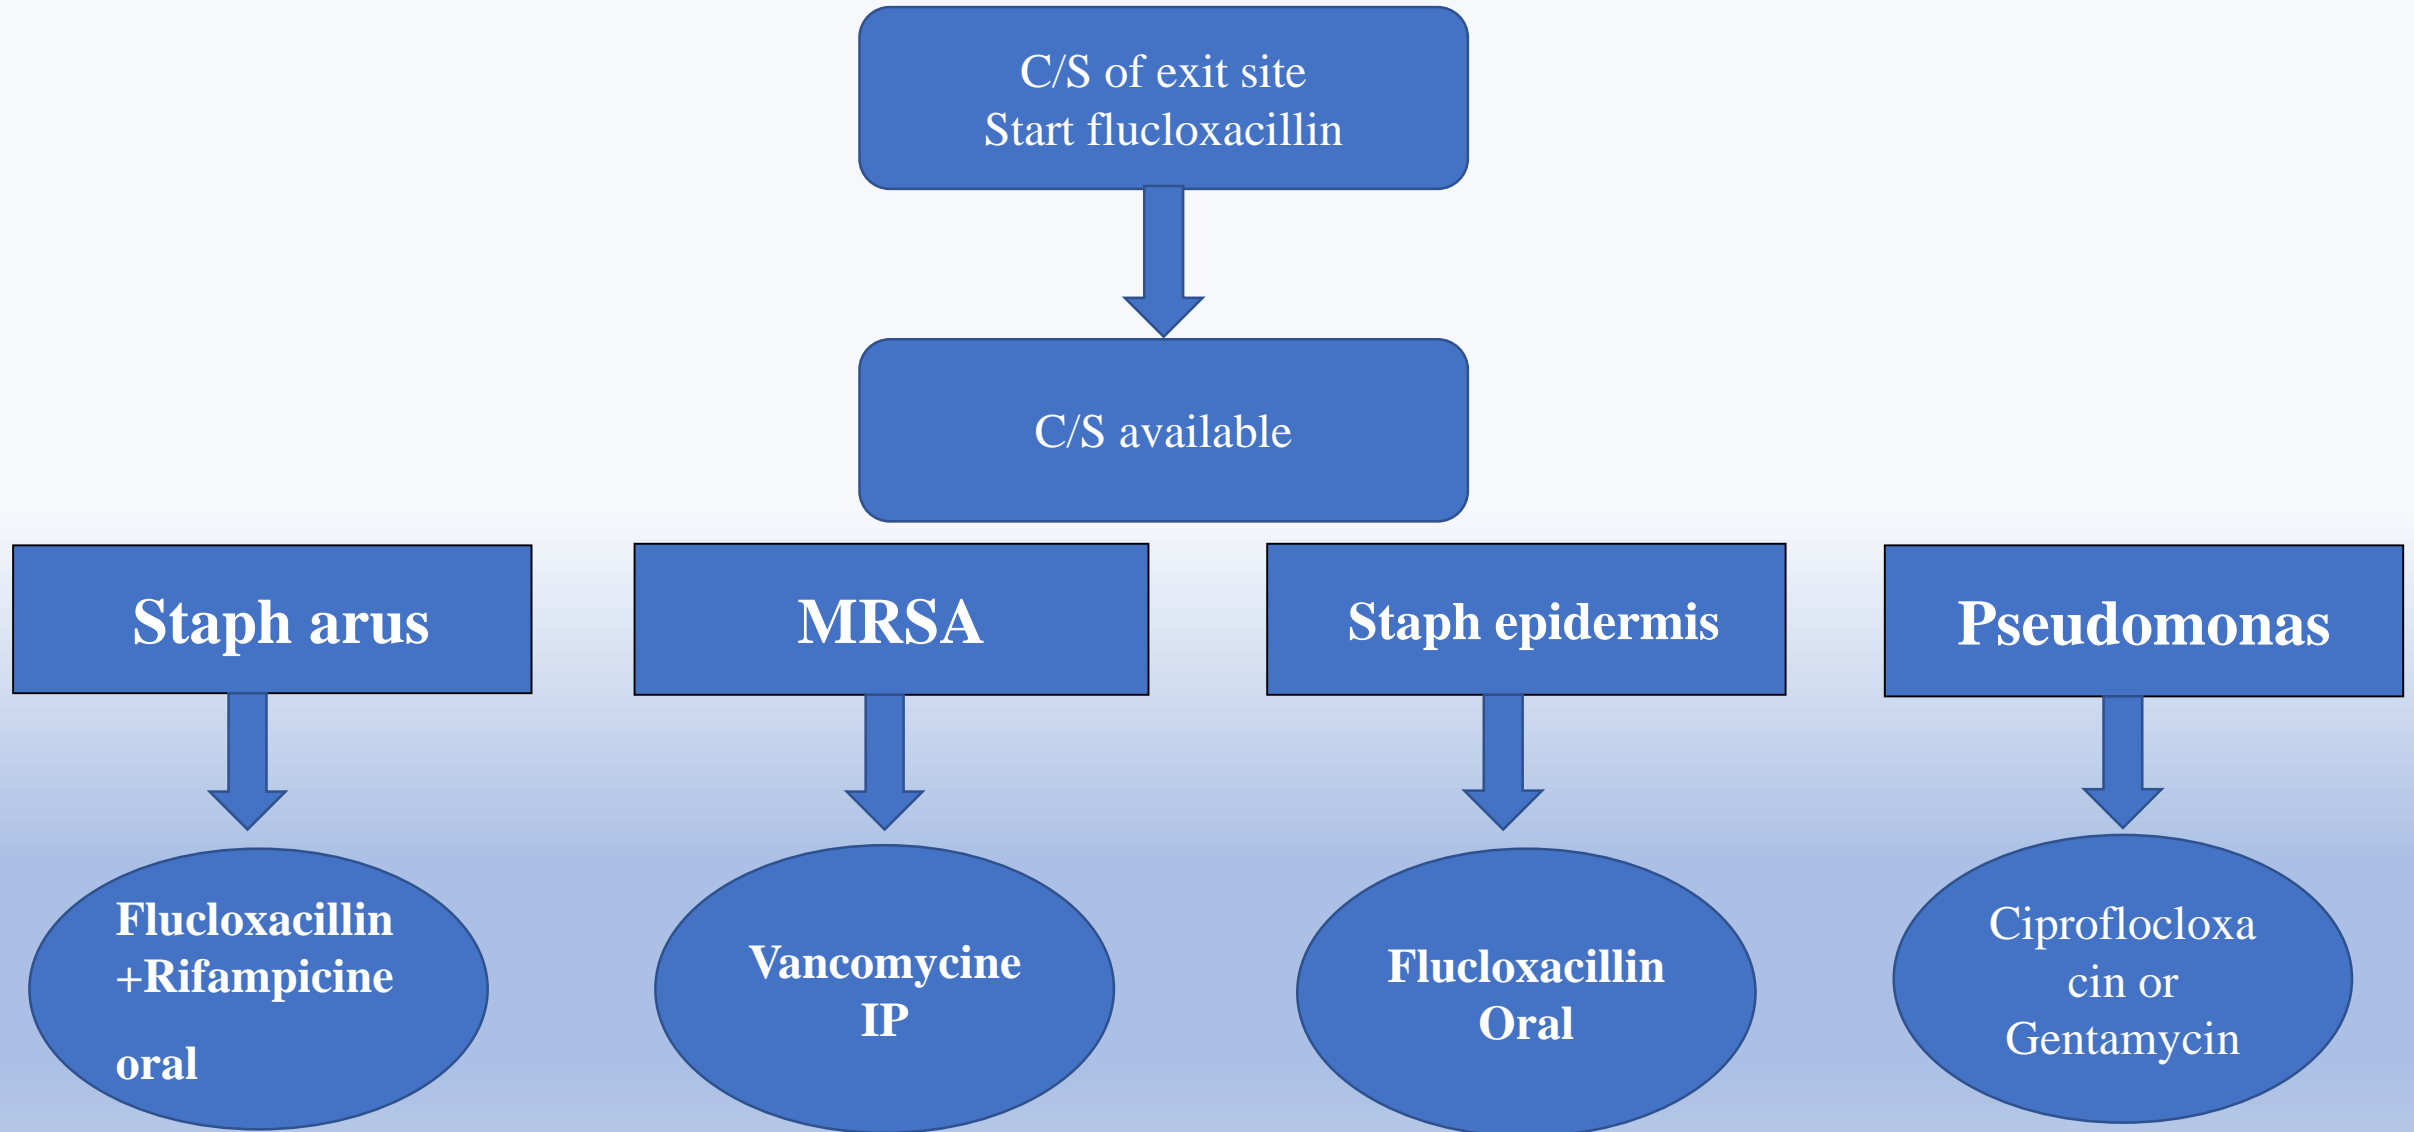 C/S of exit site
Start flucloxacillin
C/S available
Staph arus
MRSA
Staph epidermis
Pseudomonas
Flucloxacillin
+Rifampicine
oral
Vancomycine
IP
Flucloxacillin
Oral
Ciproflocloxa
cin or
Gentamycin